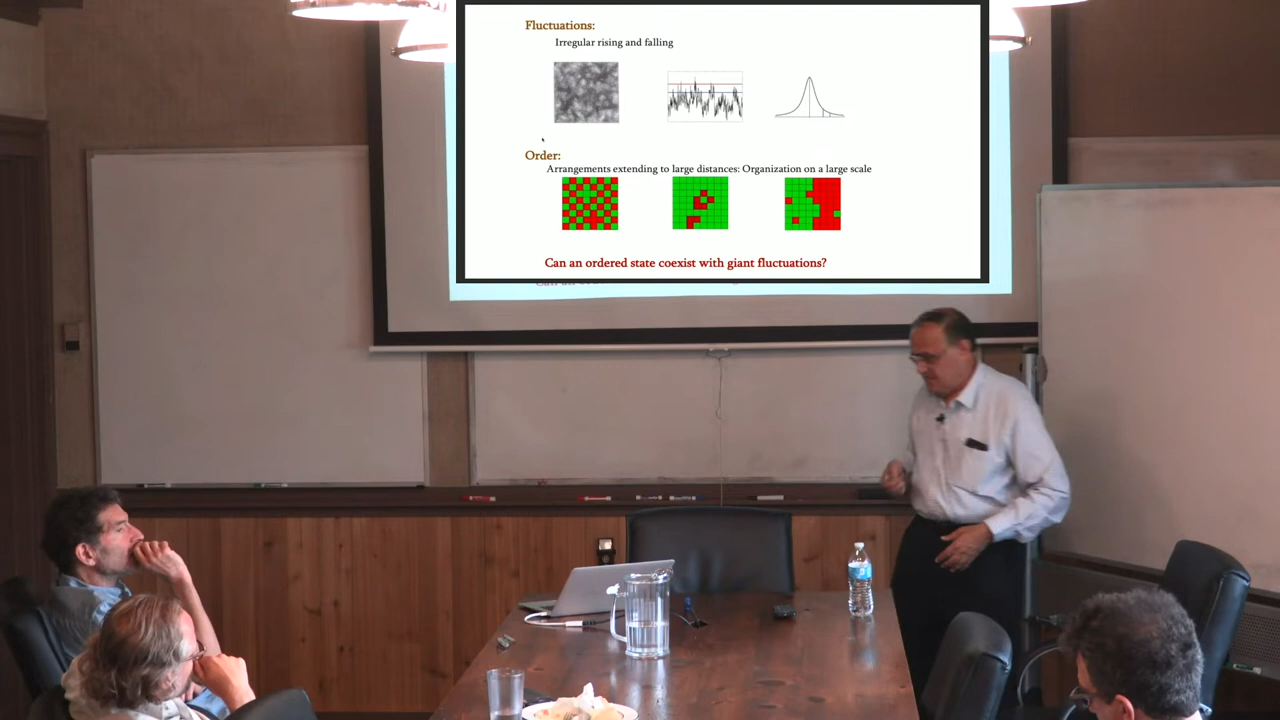 Fluctuations:
Irregular rising and falling
Order:
Arrangements extending to large distances: Organization on a large scale
Can an ordered state coexist with giant fluctuations?